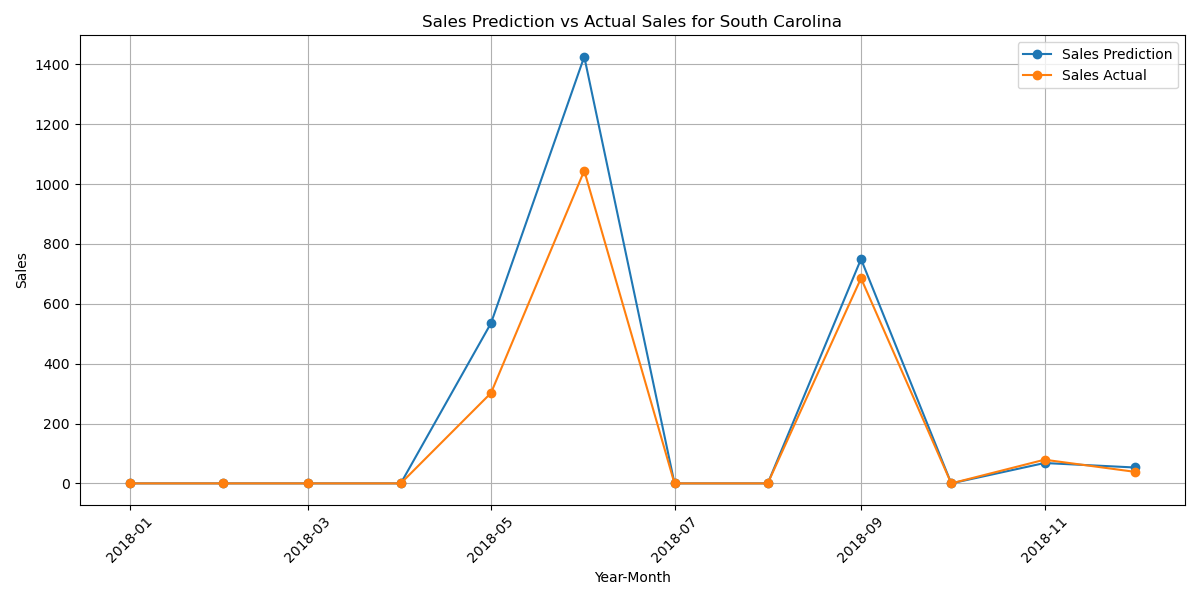 Sales Prediction vs Actual Sales for South Carolina
Sales Prediction
Sales Actual
Sales
1400
1200
1000
800
600
400
200
0
2018-01
2018-03
2018-05
2018-07
2018-09
2018-11
Year-Month